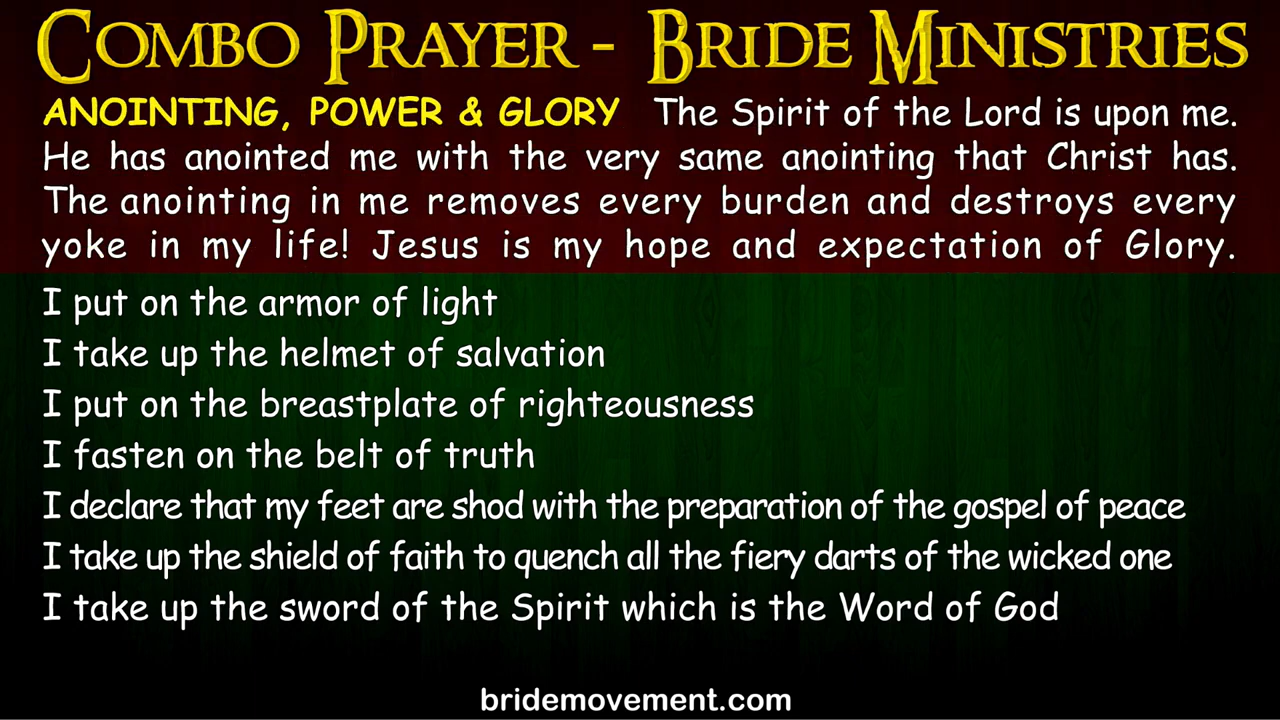 COMBO PRAYER - BRIDE MINISTRIES
ANOINTING, POWER & GLORY The Spirit of the Lord is upon me.
He has anointed me with the very same anointing that Christ has.
The anointing in me removes every burden and destroys every
yoke in my life! Jesus is my hope and expectation of Glory.
I put on the armor of light
I take up the helmet of salvation
I put on the breastplate of righteousness
I fasten on the belt of truth
I declare that my feet are shod with the preparation of the gospel of peace
I take up the shield of faith to quench all the fiery darts of the wicked one
I take up the sword of the Spirit which is the Word of God
bridemovement.com